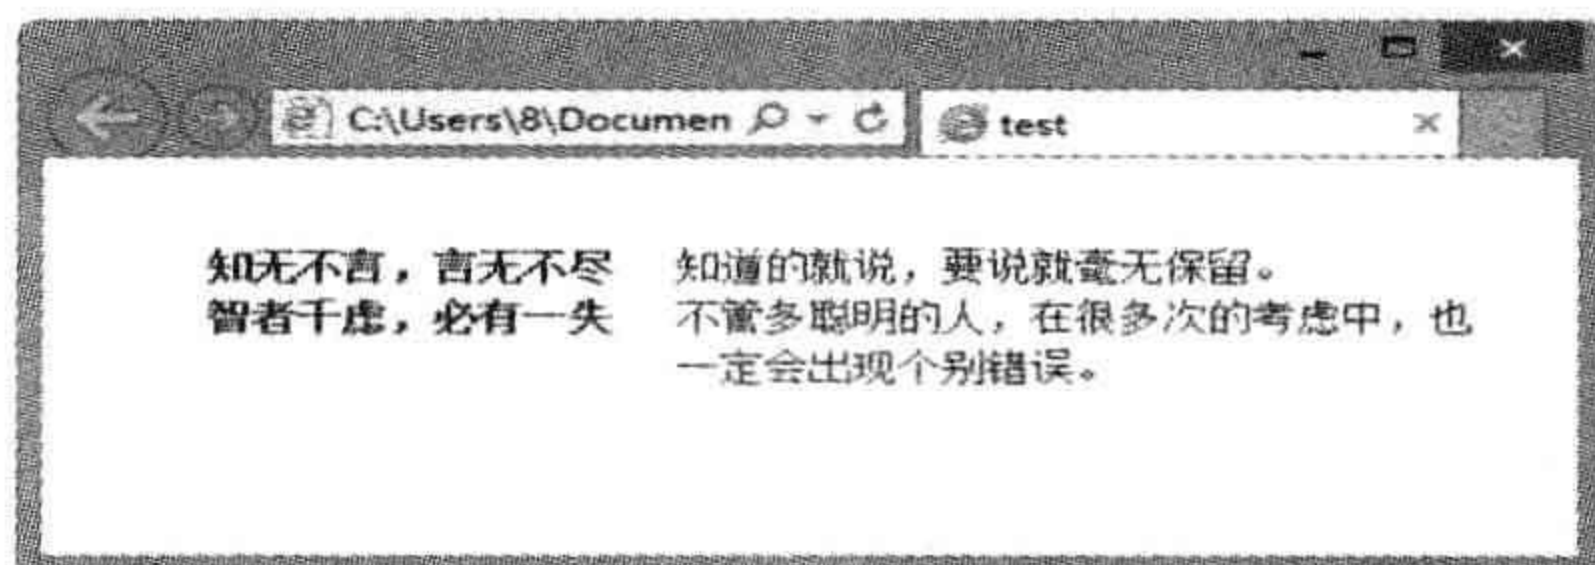 C:\Users\8\Documen
test
知无不言，言无不尽 知道的就说，要说就毫无保留。
智者千虑，必有一失 不管多聪明的人，在很多次的考虑中，也
一定会出现个别错误。